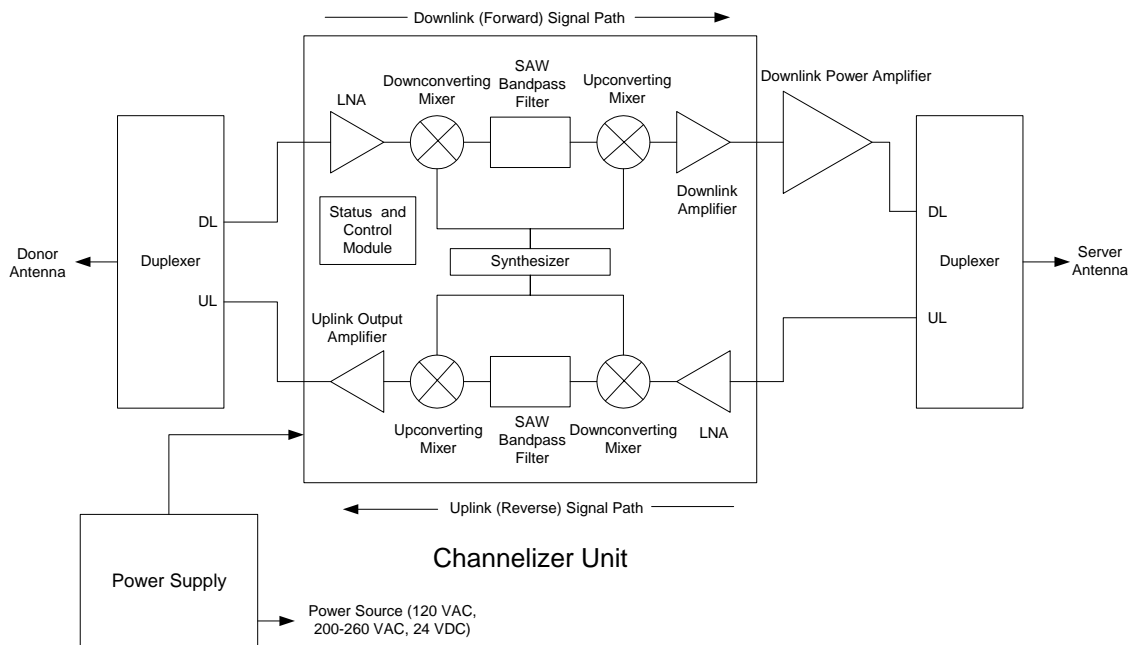 Downlink (Forward) Signal Path
LNA
Downconverting
Mixer
SAW
Bandpass
Filter
Upconverting
Mixer
Downlink Power Amplifier
Downlink
Amplifier
Status and
Control
Module
DL
Duplexer
UL
Donor
Antenna
Synthesizer
DL
Duplexer
UL
Server
Antenna
Uplink Output
Amplifier
Upconverting
Mixer
SAW
Bandpass
Filter
Downconverting
Mixer
LNA
Uplink (Reverse) Signal Path
Channelizer Unit
Power Supply
Power Source (120 VAC,
200-260 VAC, 24 VDC)